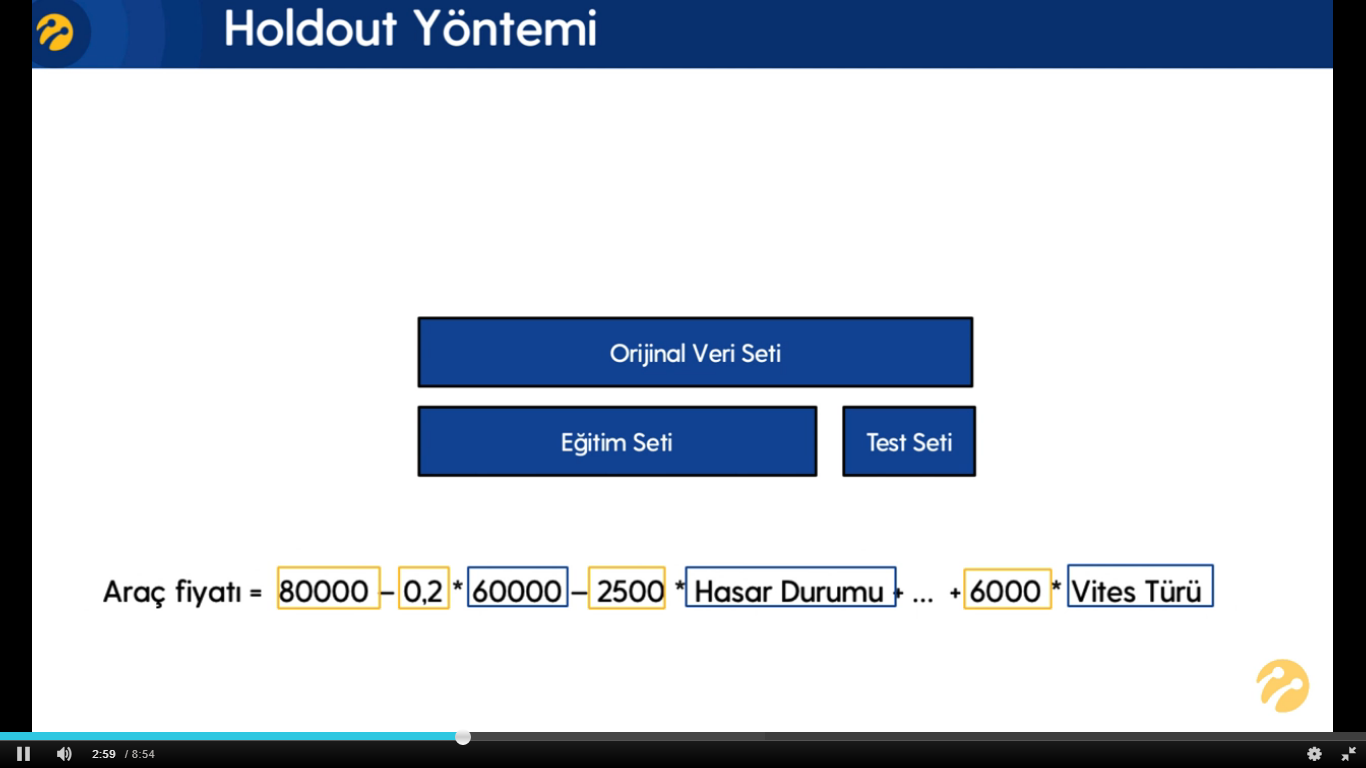 Holdout Yöntemi
Orijinal Veri Seti
Eğitim Seti
Test Seti
Araç fiyatı = 80000 – 0,2 * 60000 – 2500 * Hasar Durumu + ... + 6000 * Vites Türü
2:59 / 8:54